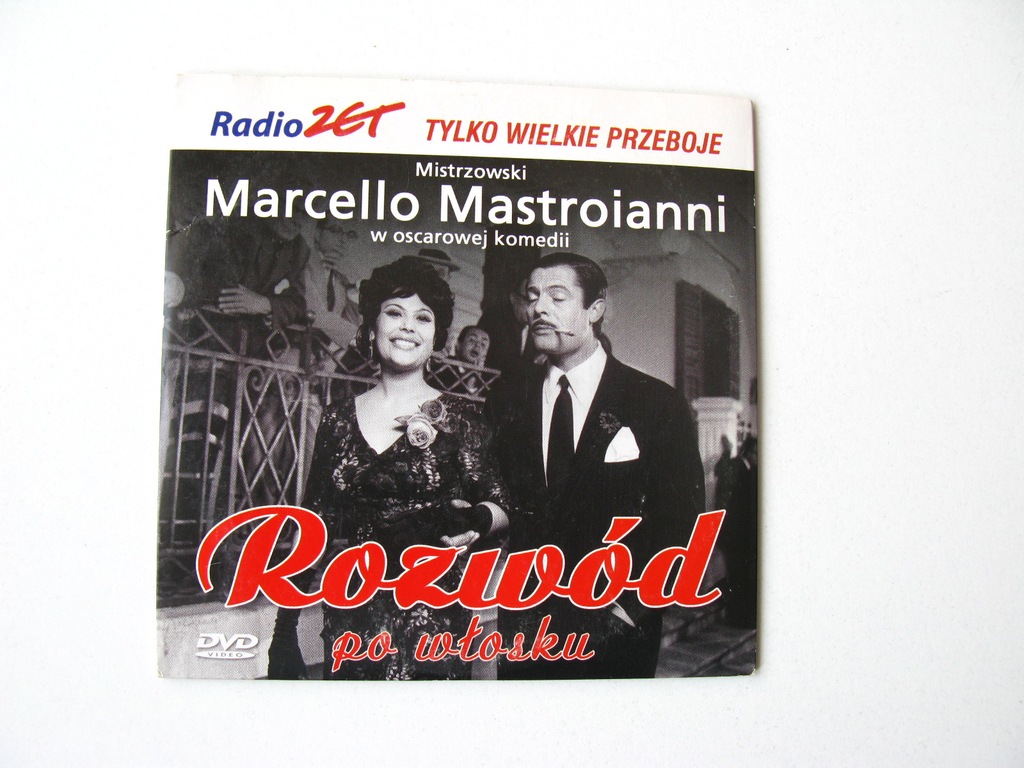 Radio ZET TYLKO WIELKIE PRZEBOJE
Mistrzowski
Marcello Mastroianni
w oscarowej komedii
Rozwód
po włosku
DVD
VIDEO